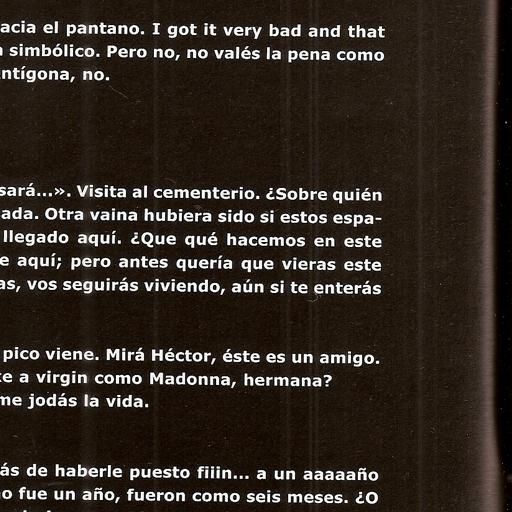 acia el pantano. I got it very bad and that
simbólico. Pero no, no valés la pena como
ntígona, no.
sará...». Visita al cementerio. ¿Sobre quién
ada. Otra vaina hubiera sido si estos espa-
llegado aquí. ¿Que qué hacemos en este
e aquí; pero antes quería que vieras este
as, vos seguirás viviendo, aún si te enterás
pico viene. Mirá Héctor, éste es un amigo.
ke a virgin como Madonna, hermana?
me jodás la vida.
ás de haberle puesto fiiin... a un aaaaaño
o fue un año, fueron como seis meses. ¿O